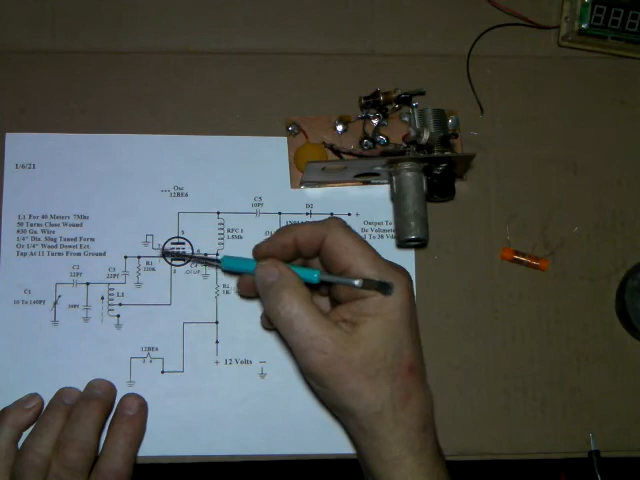 1/6/21
Osc
12BE6
C5
10Pf
D2
+
L1 For 40 Meters 7Mhz
50 Turns Close Wound
#30 Ga. Wire
1/4" Dia. Slug Tuned Form
Or 1/4" Wood Dowel Ect.
Tap At 11 Turns From Ground
RFC 1
1.5Mh
Output To
Dc Voltmeter
C3
22Pf
R1
220K
C2
12Pf
C1
10 To 140Pf
L1
1K
12BE6
3 4
+ 12 Volts -